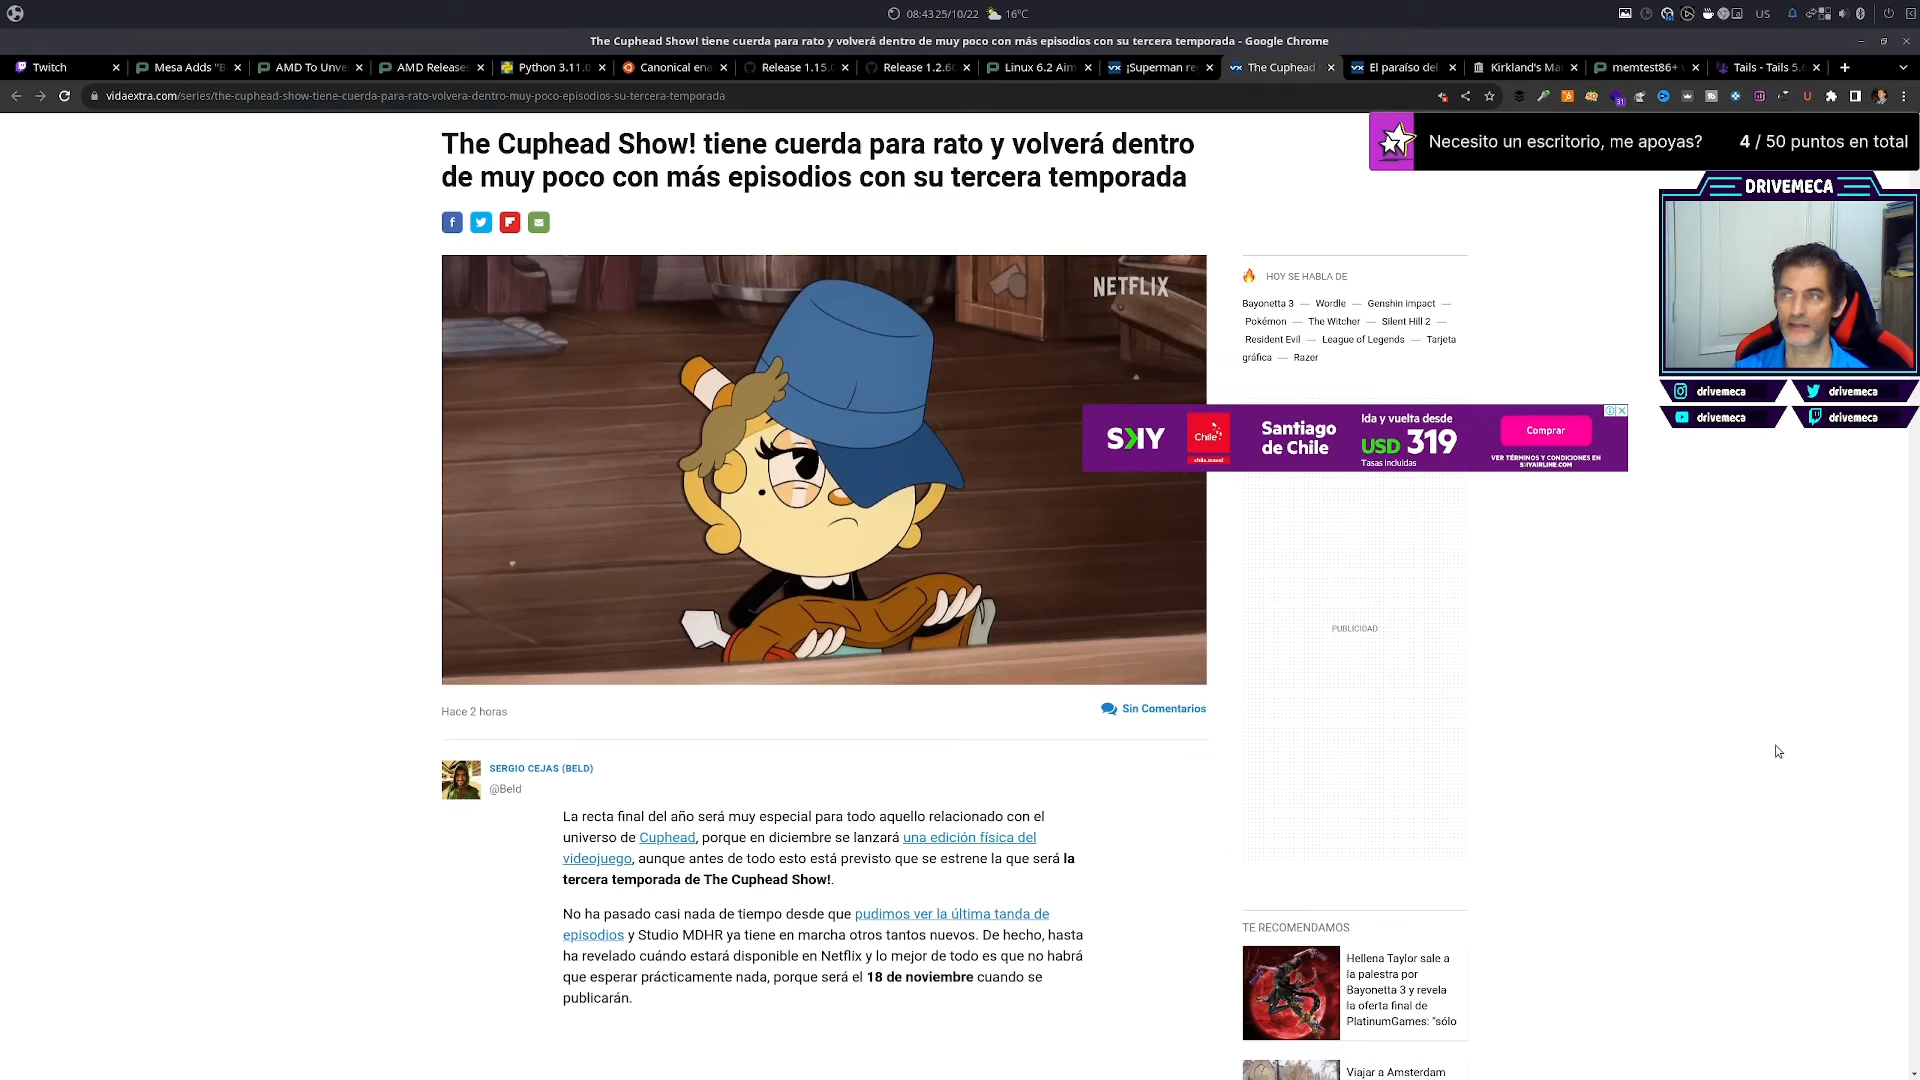 08:43 25/10/22
16°C
US
The Cuphead Show! tiene cuerda para rato y volverá dentro de muy poco con más episodios con su tercera temporada - Google Chrome
Twitch
Mesa Adds "B
AMD To Unve
AMD Releases
Python 3.11.0
Canonical ena
Release 1.15.
Release 1.2.6
Linux 6.2 Aim
¡Superman re
The Cuphead
El paraíso del
Kirkland's Ma
memtest86+
Tails - Tails 5.
vidaextra.com/series/the-cuphead-show-tiene-cuerda-para-rato-volvera-dentro-muy-poco-episodios-su-tercera-temporada
The Cuphead Show! tiene cuerda para rato y volverá dentro
de muy poco con más episodios con su tercera temporada
Necesito un escritorio, me apoyas? 4 / 50 puntos en total
DRIVEMECA
drivemeca
drivemeca
drivemeca
drivemeca
NETFLIX
HOY SE HABLA DE
Bayonetta 3 — Wordle — Genshin impact —
Pokémon — The Witcher — Silent Hill 2 —
Resident Evil — League of Legends — Tarjeta
gráfica — Razer
SKY
Chile
chile.travel
Santiago
de Chile
Ida y vuelta desde
USD 319
Tasas incluidas
Comprar
VER TÉRMINOS Y CONDICIONES EN
SKYAIRLINE.COM
PUBLICIDAD
Hace 2 horas
Sin Comentarios
SERGIO CEJAS (BELD)
@Beld
La recta final del año será muy especial para todo aquello relacionado con el
universo de Cuphead, porque en diciembre se lanzará una edición física del
videojuego, aunque antes de todo esto está previsto que se estrene la que será la
tercera temporada de The Cuphead Show!.
No ha pasado casi nada de tiempo desde que pudimos ver la última tanda de
episodios y Studio MDHR ya tiene en marcha otros tantos nuevos. De hecho, hasta
ha revelado cuándo estará disponible en Netflix y lo mejor de todo es que no habrá
que esperar prácticamente nada, porque será el 18 de noviembre cuando se
publicarán.
TE RECOMENDAMOS
Hellena Taylor sale a
la palestra por
Bayonetta 3 y revela
la oferta final de
PlatinumGames: "sólo
Viajar a Amsterdam